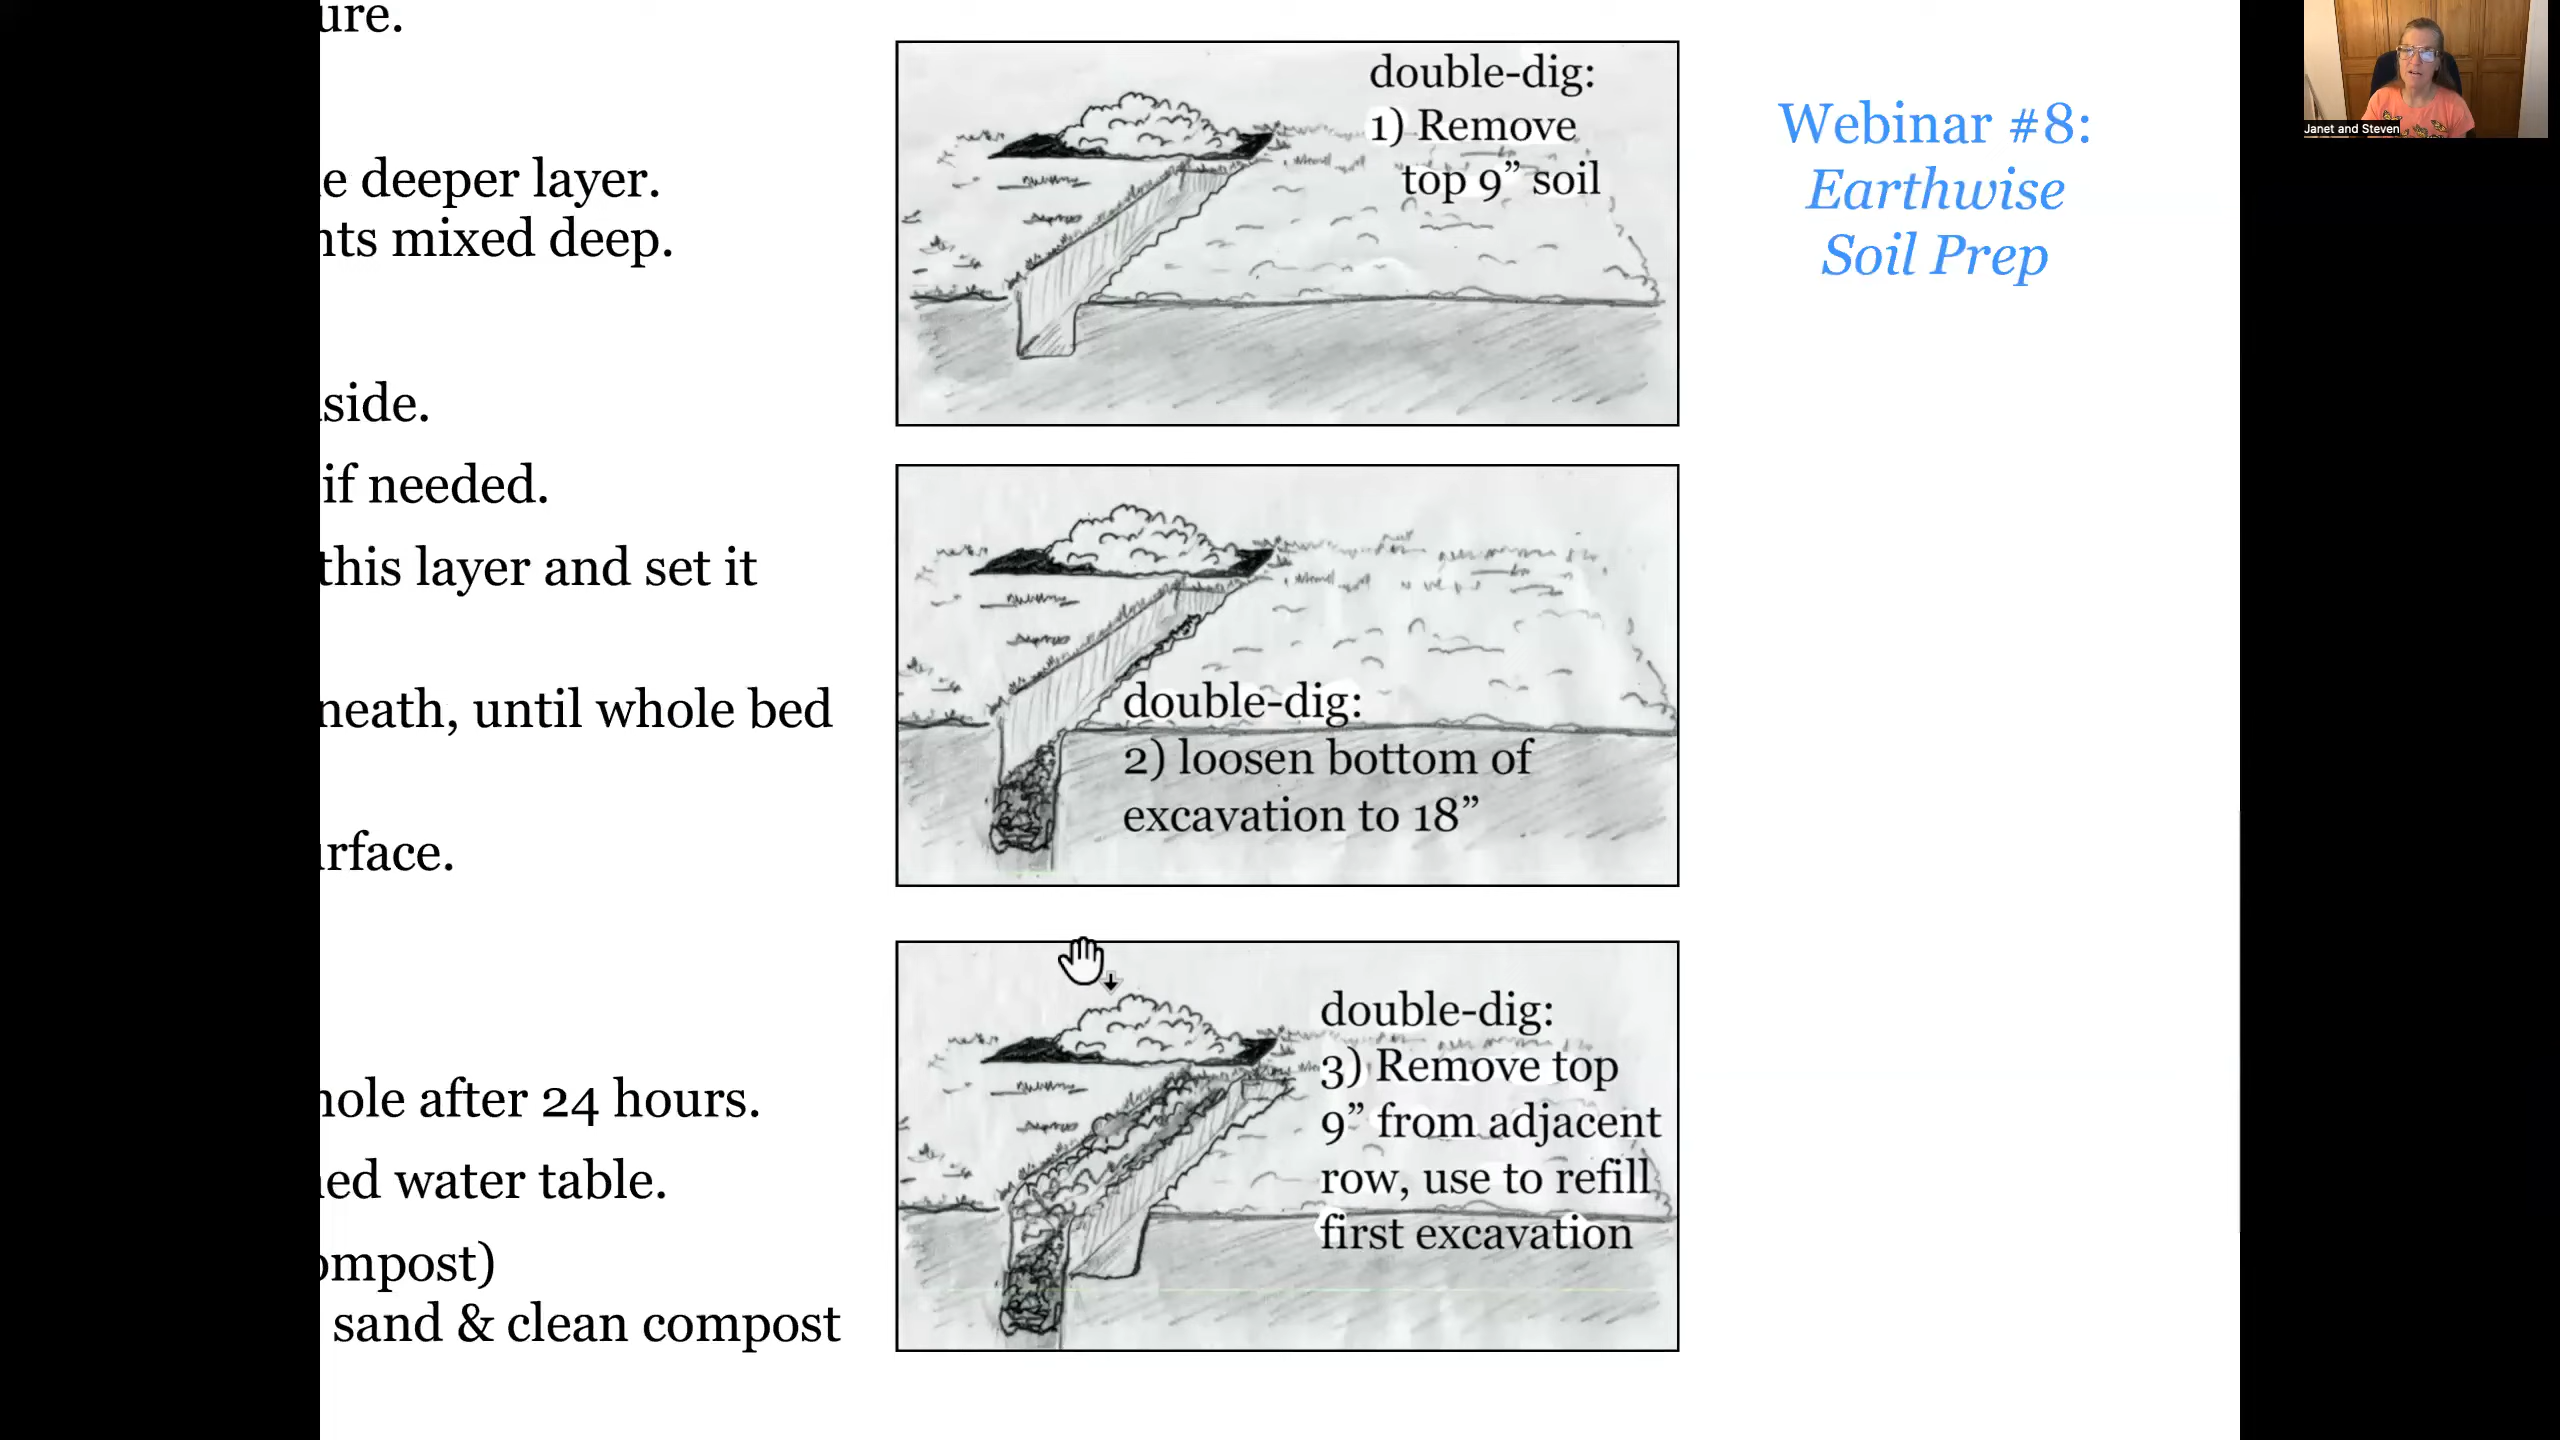 ure.
e deeper layer.
nts mixed deep.
side.
if needed.
this layer and set it
neath, until whole bed
rface.
hole after 24 hours.
ed water table.
ompost)
sand & clean compost
double-dig:
1) Remove
top 9” soil
double-dig:
2) loosen bottom of
excavation to 18”
double-dig:
3) Remove top
9” from adjacent
row, use to refill
first excavation
Webinar #8:
Earthwise
Soil Prep
Janet and Steven